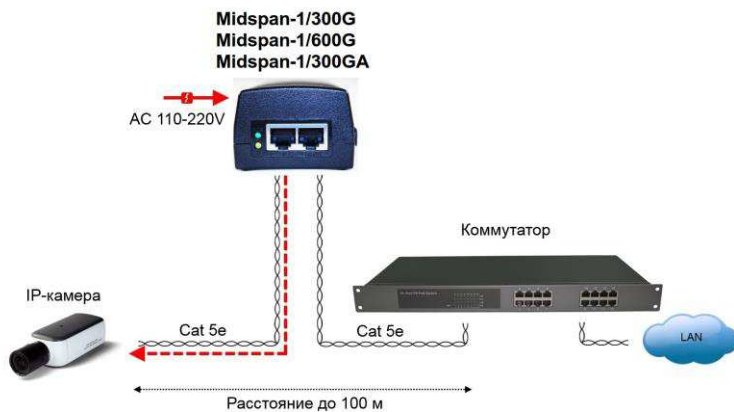 Midspan-1/300G
Midspan-1/600G
Midspan-1/300GA
AC 110-220V
Коммутатор
IP-камера
Cat 5e
Cat 5e
LAN
Расстояние до 100 м